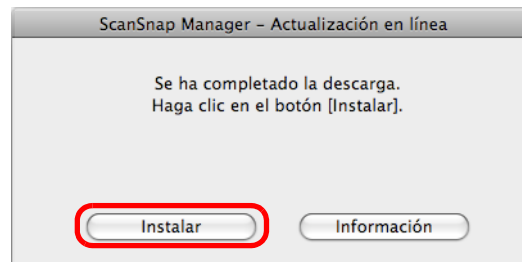 ScanSnap Manager – Actualización en línea
Se ha completado la descarga.
Haga clic en el botón [Instalar].
Instalar Información